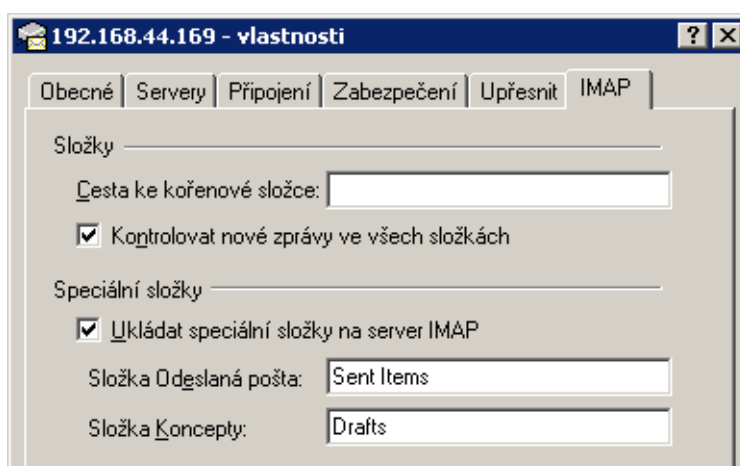 192.168.44.169 - vlastnosti
Obecné Servery Připojení Zabezpečení Upřesnit IMAP
Složky
Cesta ke kořenové složce:
Kontrolovat nové zprávy ve všech složkách
Speciální složky
Ukládat speciální složky na server IMAP
Složka Odeslaná pošta: Sent Items
Složka Koncepty: Drafts